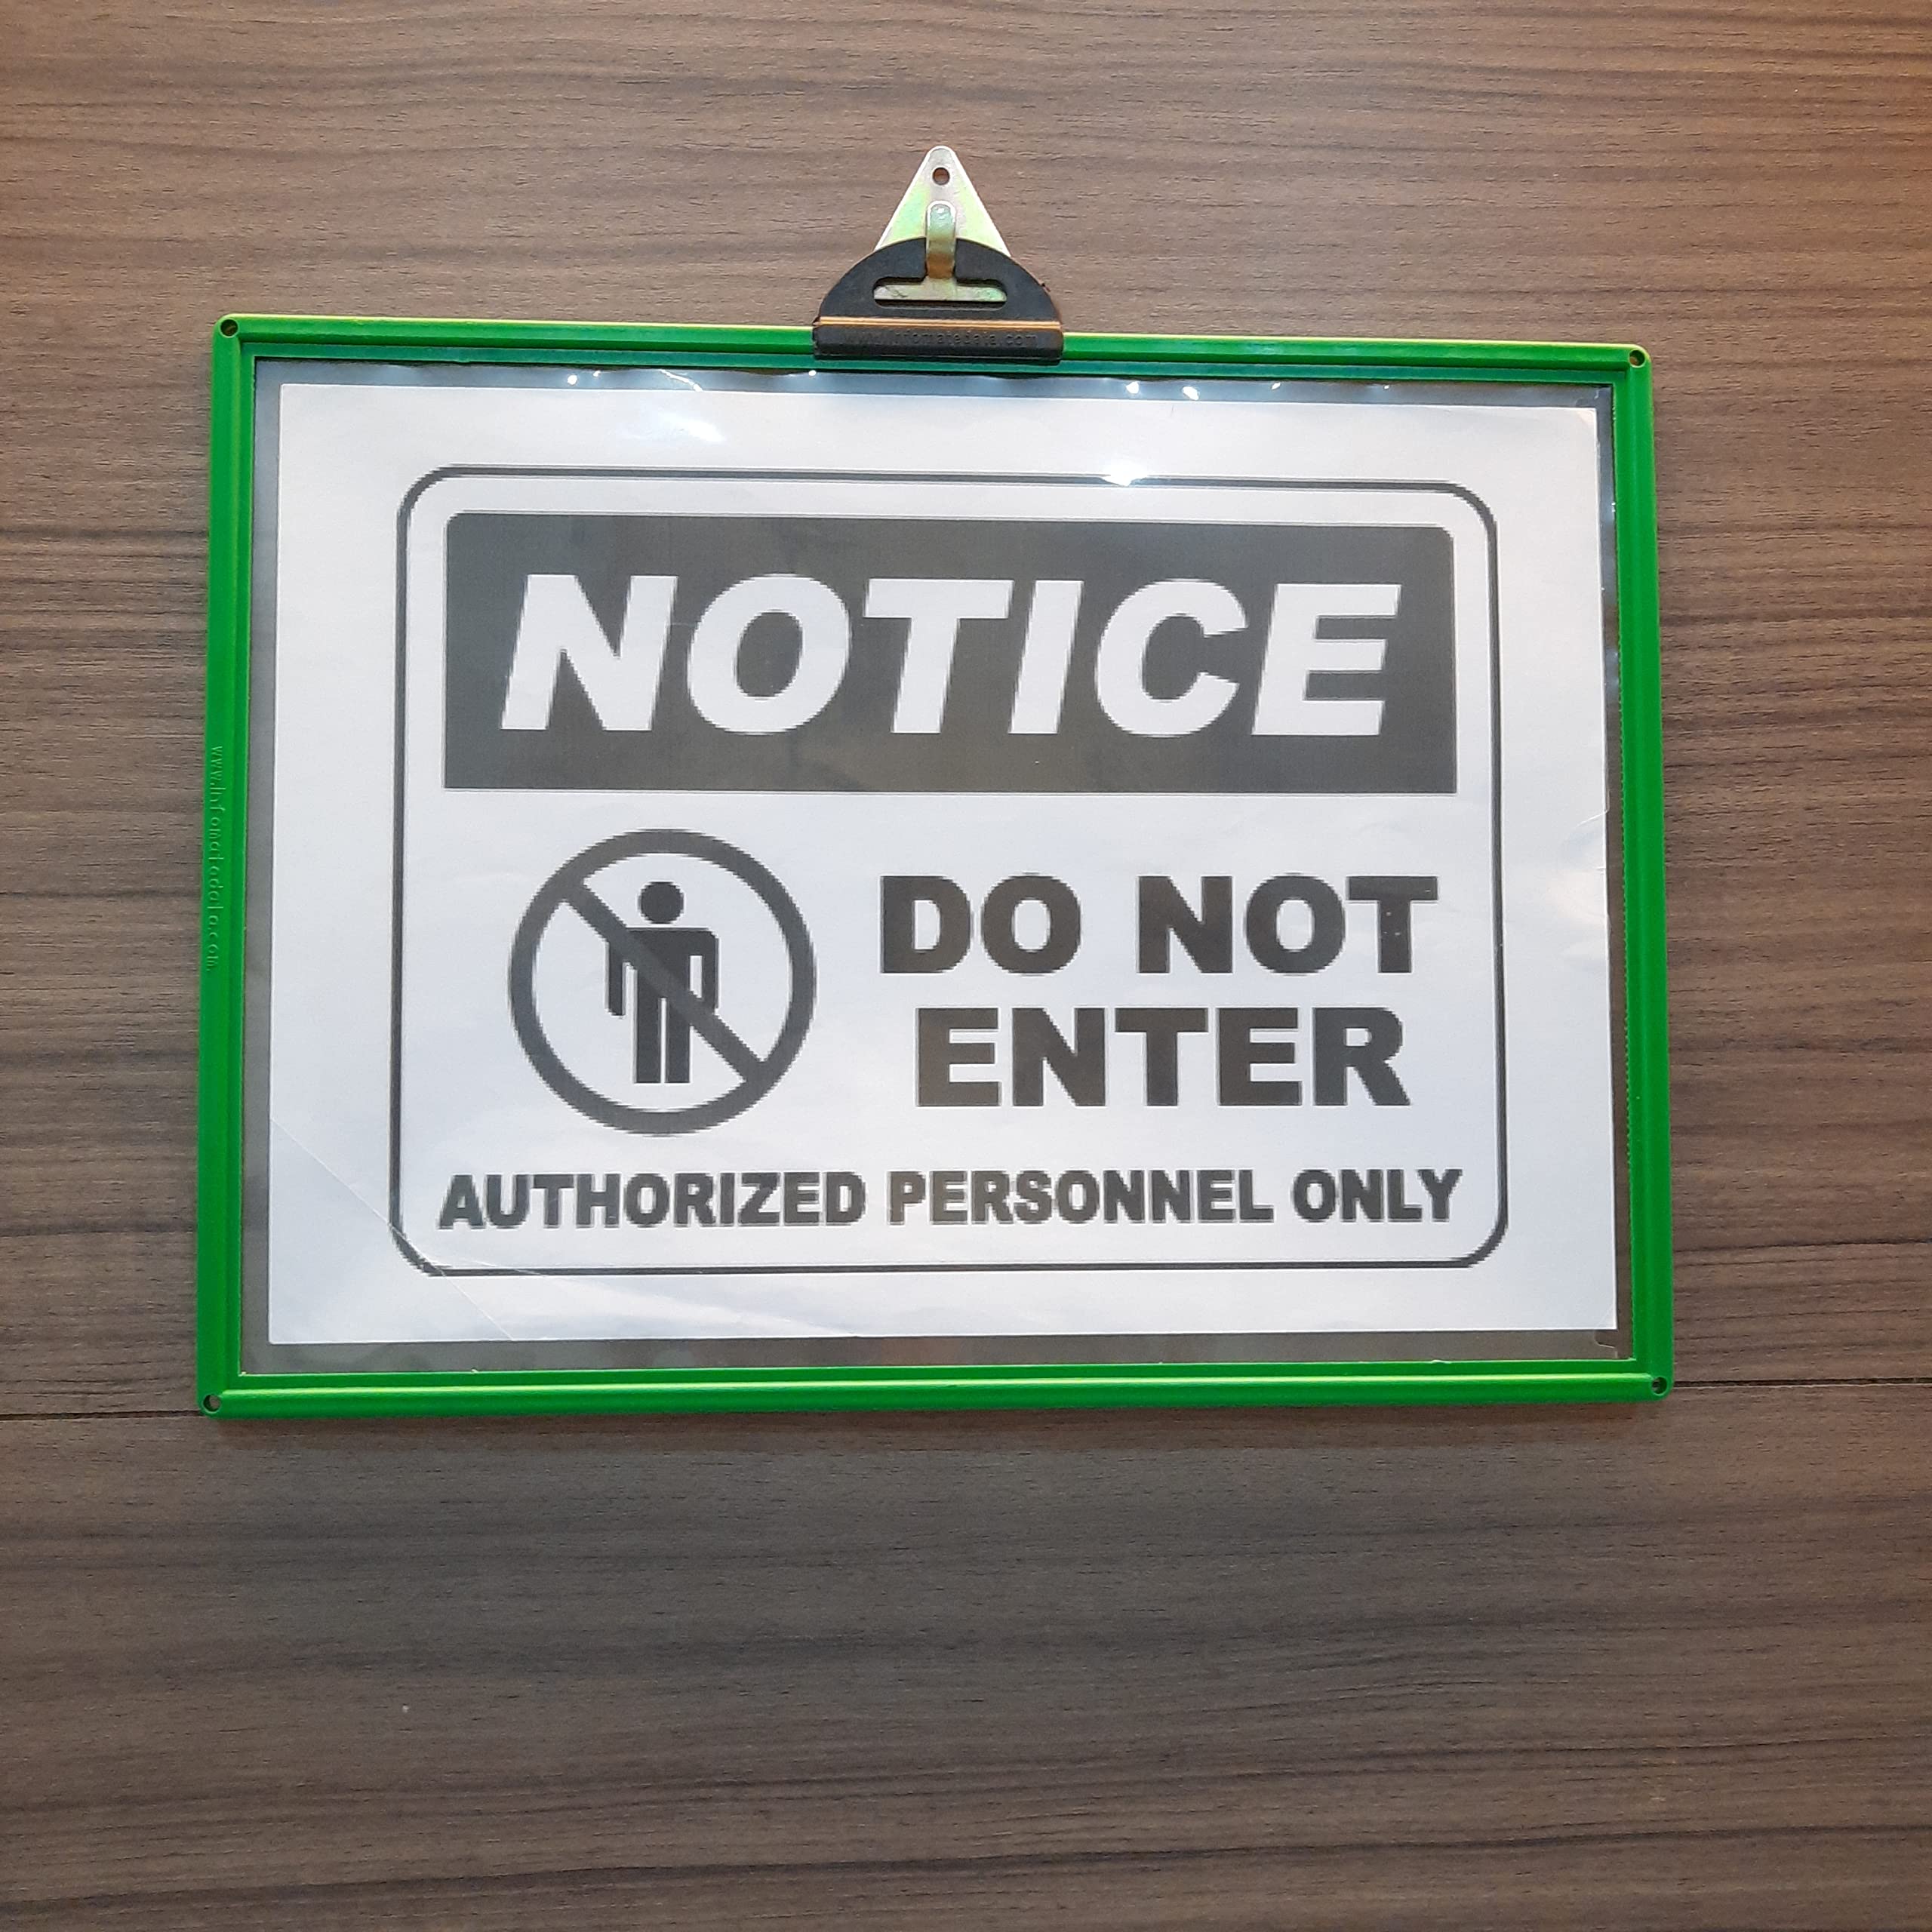 NOTICE
DO NOT
ENTER
AUTHORIZED PERSONNEL ONLY